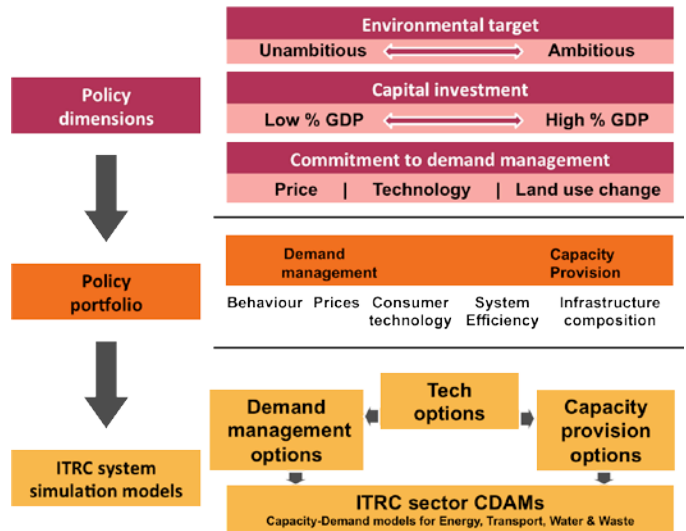 Environmental target
Unambitious Ambitious
Policy
dimensions
Capital investment
Low % GDP High % GDP
Commitment to demand management
Price | Technology | Land use change
Policy
portfolio
Demand
management
Capacity
Provision
Behaviour Prices Consumer
technology
System
Efficiency
Infrastructure
composition
ITRC system
simulation models
Demand
management
options
Tech
options
Capacity
provision
options
ITRC sector CDAMs
Capacity-Demand models for Energy, Transport, Water & Waste